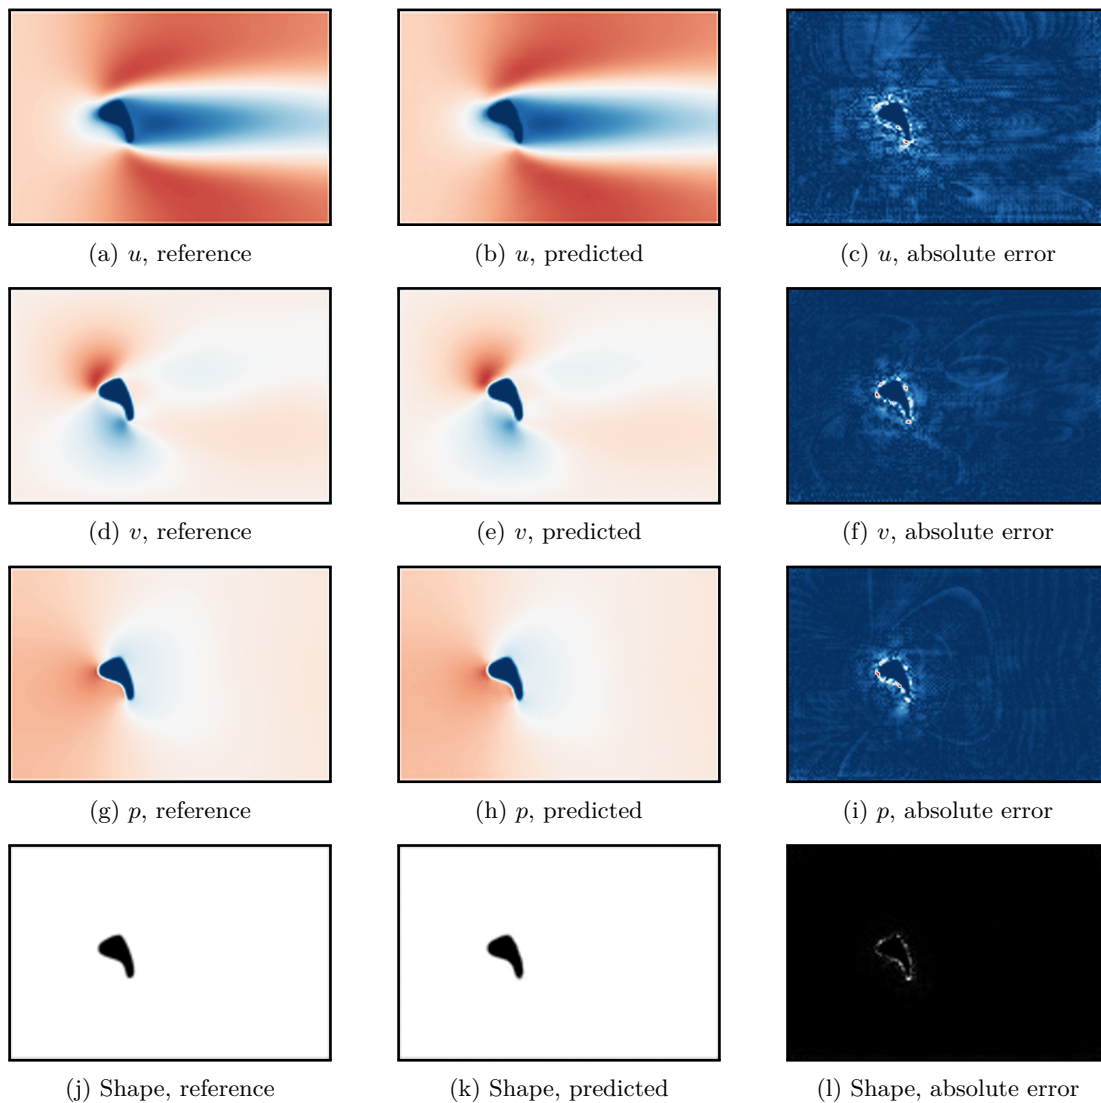 (a) u, reference
(b) u, predicted
(c) u, absolute error
(d) v, reference
(e) v, predicted
(f) v, absolute error
(g) p, reference
(h) p, predicted
(i) p, absolute error
(j) Shape, reference
(k) Shape, predicted
(l) Shape, absolute error